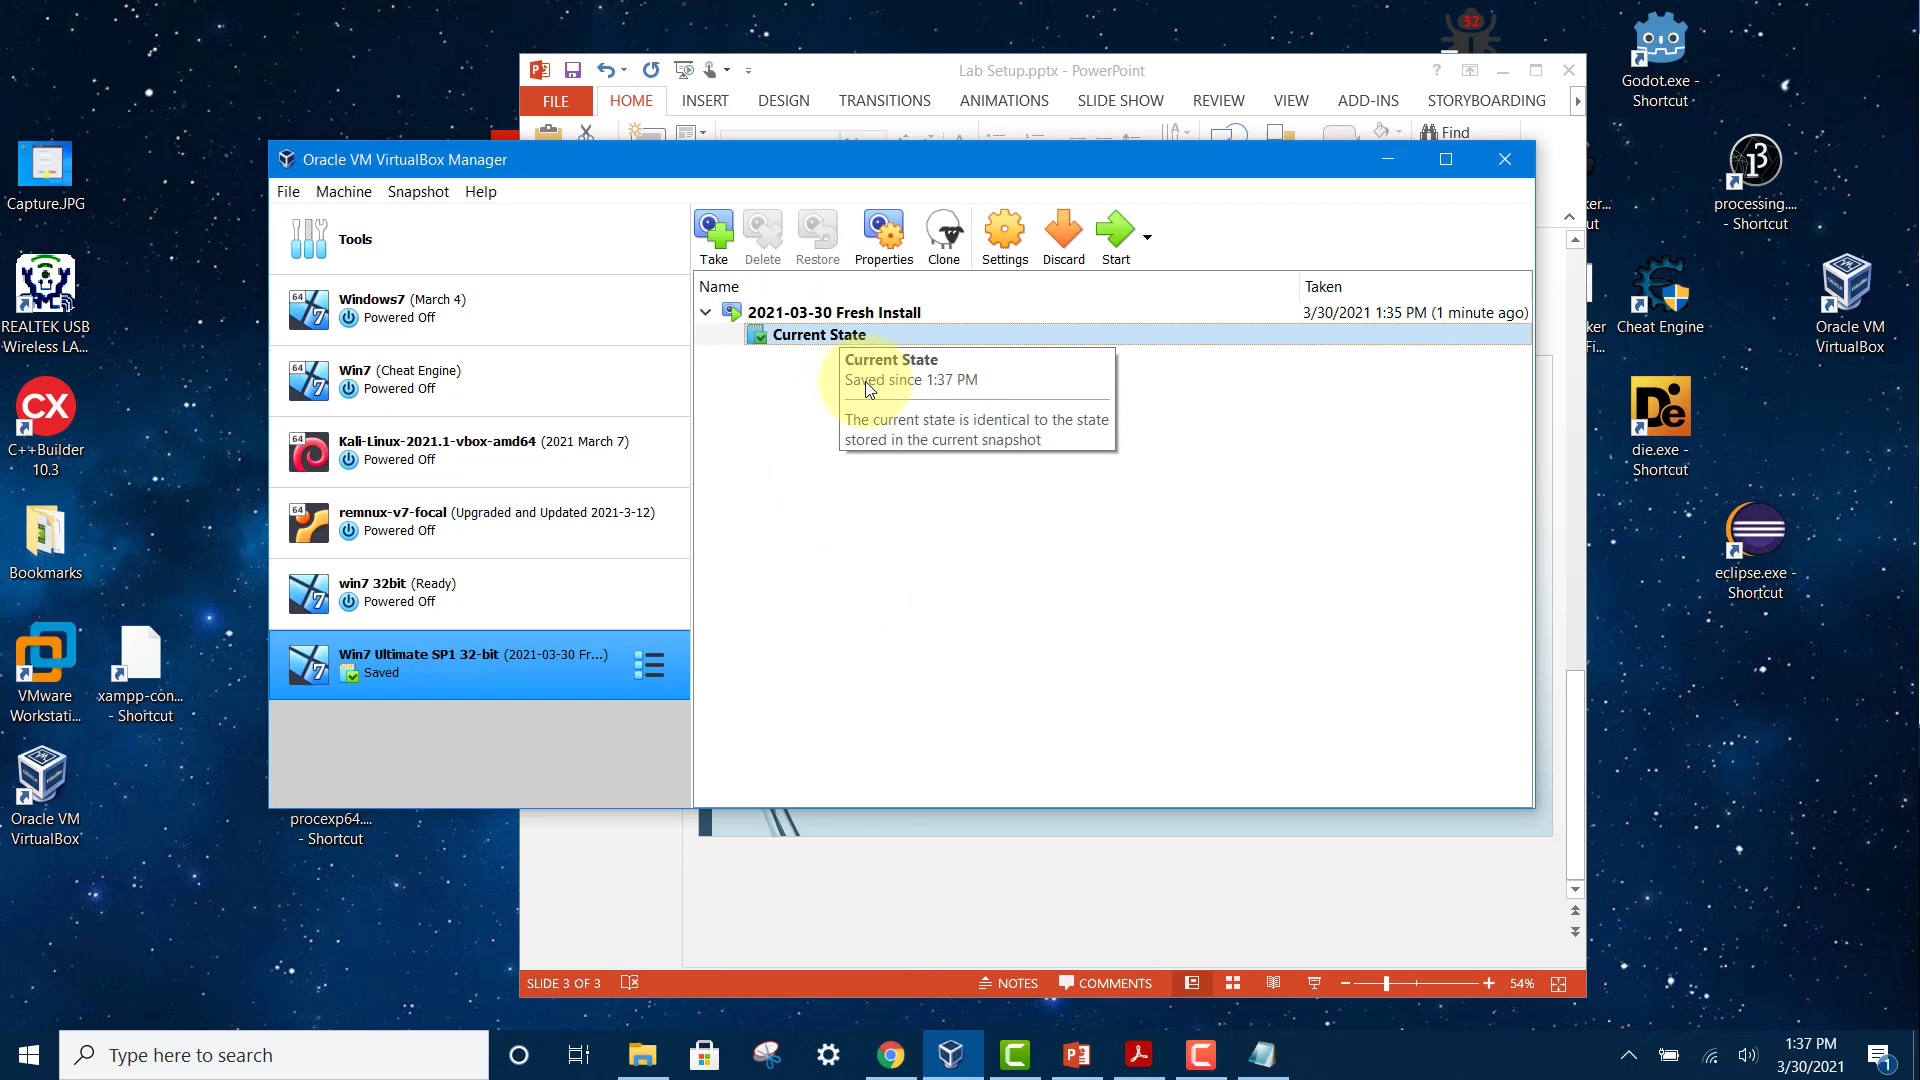 32
Godot.exe -
Shortcut
Capture.JPG
REALTEK USB
Wireless LA...
CX
C++Builder
10.3
Bookmarks
VMware
Workstati...
xampp-con...
- Shortcut
Oracle VM
VirtualBox
procexp64....
- Shortcut
Lab Setup.pptx - PowerPoint
FILE
HOME
INSERT
DESIGN
TRANSITIONS
ANIMATIONS
SLIDE SHOW
REVIEW
VIEW
ADD-INS
STORYBOARDING
Find
Oracle VM VirtualBox Manager
File
Machine
Snapshot
Help
Tools
Windows7 (March 4)
Powered Off
Win7 (Cheat Engine)
Powered Off
Kali-Linux-2021.1-vbox-amd64 (2021 March 7)
Powered Off
remnux-v7-focal (Upgraded and Updated 2021-3-12)
Powered Off
win7 32bit (Ready)
Powered Off
Win7 Ultimate SP1 32-bit (2021-03-30 Fr...)
Saved
Take
Delete
Restore
Properties
Clone
Settings
Discard
Start
Name
Taken
2021-03-30 Fresh Install
3/30/2021 1:35 PM (1 minute ago)
Current State
Current State
Saved since 1:37 PM
The current state is identical to the state
stored in the current snapshot
processing....
- Shortcut
Cheat Engine
Oracle VM
VirtualBox
De
die.exe -
Shortcut
eclipse.exe -
Shortcut
SLIDE 3 OF 3
NOTES
COMMENTS
54%
Type here to search
1:37 PM
3/30/2021
1